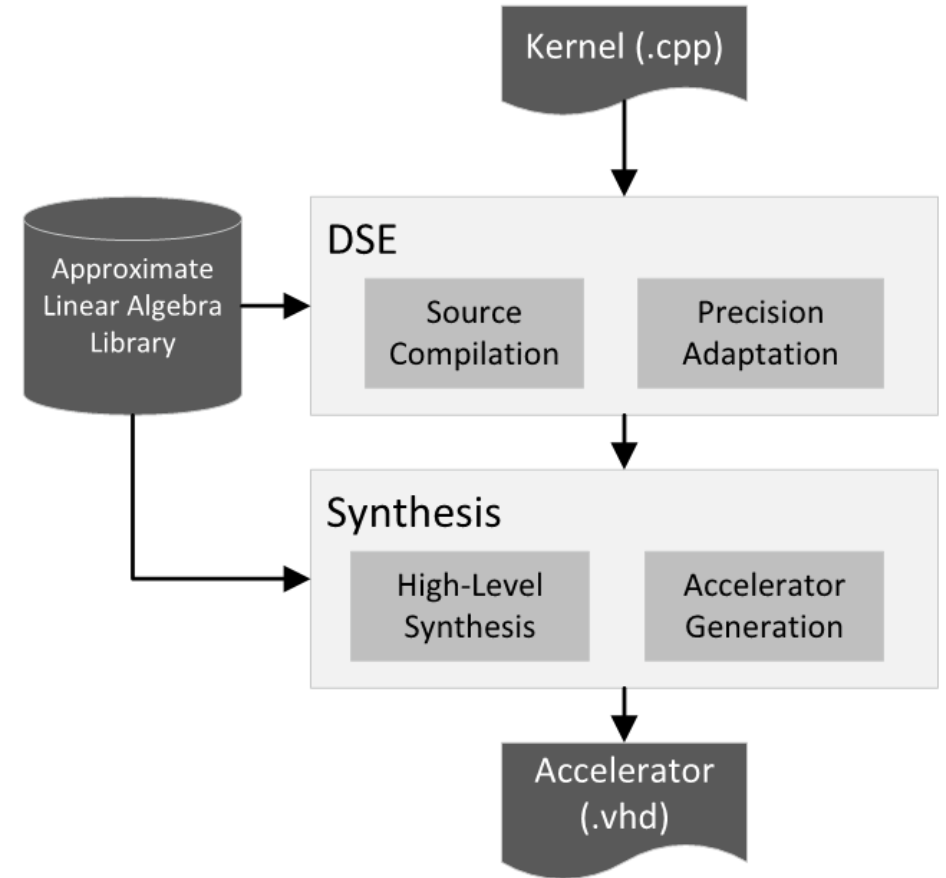 Kernel (.cpp)
Approximate
Linear Algebra
Library
DSE
Source
Compilation
Precision
Adaptation
Synthesis
High-Level
Synthesis
Accelerator
Generation
Accelerator
(.vhd)